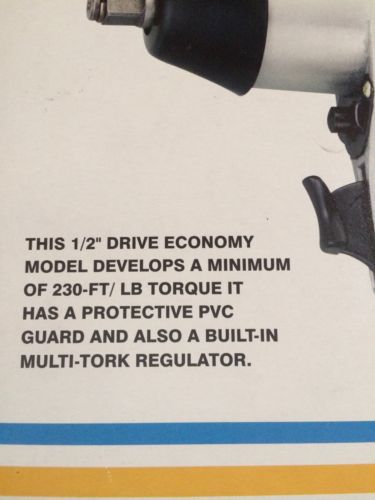 THIS 1/2" DRIVE ECONOMY
MODEL DEVELOPS A MINIMUM
OF 230-FT/ LB TORQUE IT
HAS A PROTECTIVE PVC
GUARD AND ALSO A BUILT-IN
MULTI-TORK REGULATOR.